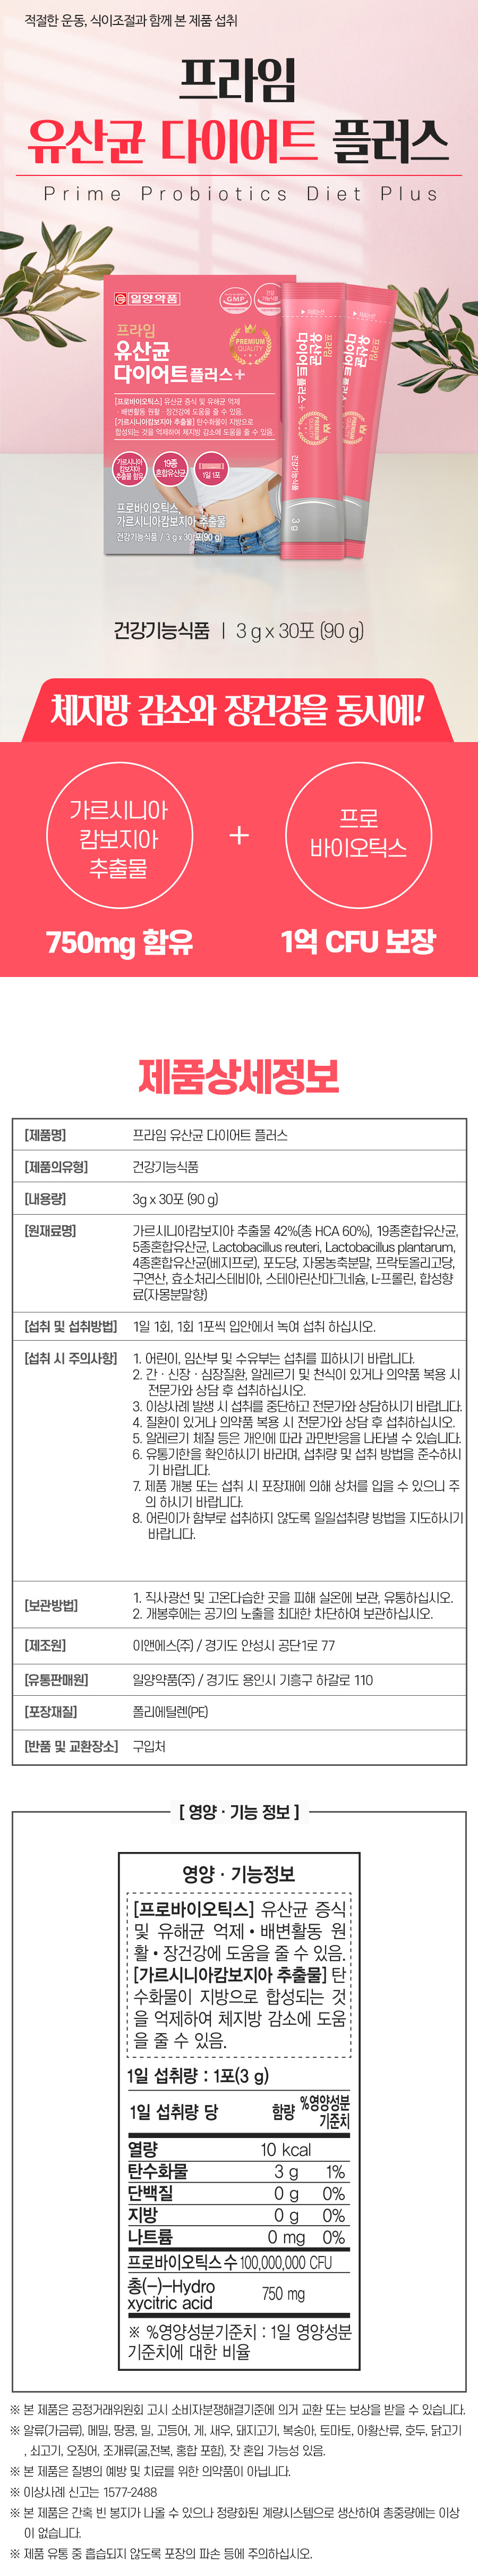 적절한 운동, 식이조절과 함께 본 제품 섭취
프라임
유산균 다이어트 플러스
Prime Probiotics Diet Plus
일양약품
GMP
건강기능식품
프라임
유산균
다이어트플러스+
PREMIUM
QUALITY
[프로바이오틱스] 유산균 증식 및 유해균 억제
· 배변활동 원활 · 장건강에 도움을 줄 수 있음.
[가르시니아캄보지아 추출물] 탄수화물이 지방으로
합성되는 것을 억제하여 체지방 감소에 도움을 줄 수 있음.
가르시니아
캄보지아
추출물 함유
19종
혼합유산균
1일 1포
프로바이오틱스,
가르시니아캄보지아 추출물
건강기능식품 / 3 g x 30포(90 g)
프라임
유산균
다이어트플러스+
PREMIUM
QUALITY
건강기능식품
3 g
프라임
유산균
다이어트플러스
건강기능식품 | 3 g x 30포 (90 g)
체지방 감소와 장건강을 동시에!
가르시니아
캄보지아
추출물
+
프로
바이오틱스
750mg 함유
1억 CFU 보장
제품상세정보
[제품명] 프라임 유산균 다이어트 플러스
[제품의유형] 건강기능식품
[내용량] 3g x 30포 (90 g)
[원재료명] 가르시니아캄보지아 추출물 42%(총 HCA 60%), 19종혼합유산균,
5종혼합유산균, Lactobacillus reuteri, Lactobacillus plantarum,
4종혼합유산균(베지프로), 포도당, 자몽농축분말, 프락토올리고당,
구연산, 효소처리스테비아, 스테아린산마그네슘, L-프롤린, 합성향
료(자몽분말향)
[섭취 및 섭취방법] 1일 1회, 1회 1포씩 입안에서 녹여 섭취 하십시오.
[섭취 시 주의사항] 1. 어린이, 임산부 및 수유부는 섭취를 피하시기 바랍니다.
2. 간 · 신장 · 심장질환, 알레르기 및 천식이 있거나 의약품 복용 시
전문가와 상담 후 섭취하십시오.
3. 이상사례 발생 시 섭취를 중단하고 전문가와 상담하시기 바랍니다.
4. 질환이 있거나 의약품 복용 시 전문가와 상담 후 섭취하십시오.
5. 알레르기 체질 등은 개인에 따라 과민반응을 나타낼 수 있습니다.
6. 유통기한을 확인하시기 바라며, 섭취량 및 섭취 방법을 준수하시
기 바랍니다.
7. 제품 개봉 또는 섭취 시 포장재에 의해 상처를 입을 수 있으니 주
의 하시기 바랍니다.
8. 어린이가 함부로 섭취하지 않도록 일일섭취량 방법을 지도하시기
바랍니다.
[보관방법] 1. 직사광선 및 고온다습한 곳을 피해 실온에 보관, 유통하십시오.
2. 개봉후에는 공기의 노출을 최대한 차단하여 보관하십시오.
[제조원] 이앤에스(주) / 경기도 안성시 공단1로 77
[유통판매원] 일양약품(주) / 경기도 용인시 기흥구 하갈로 110
[포장재질] 폴리에틸렌(PE)
[반품 및 교환장소] 구입처
[ 영양 · 기능 정보 ]
영양 · 기능정보
[프로바이오틱스] 유산균 증식
및 유해균 억제 • 배변활동 원
활 • 장건강에 도움을 줄 수 있음.
[가르시니아캄보지아 추출물] 탄
수화물이 지방으로 합성되는 것
을 억제하여 체지방 감소에 도움
을 줄 수 있음.
1일 섭취량 : 1포(3 g)
1일 섭취량 당 함량 %영양성분
기준치
열량 10 kcal
탄수화물 3 g 1%
단백질 0 g 0%
지방 0 g 0%
나트륨 0 mg 0%
프로바이오틱스 수 100,000,000 CFU
총(-)-Hydro
xycitric acid 750 mg
※ %영양성분기준치 : 1일 영양성분
기준치에 대한 비율
※ 본 제품은 공정거래위원회 고시 소비자분쟁해결기준에 의거 교환 또는 보상을 받을 수 있습니다.
※ 알류(가금류), 메밀, 땅콩, 밀, 고등어, 게, 새우, 돼지고기, 복숭아, 토마토, 아황산류, 호두, 닭고기
, 쇠고기, 오징어, 조개류(굴,전복, 홍합 포함), 잣 혼입 가능성 있음.
※ 본 제품은 질병의 예방 및 치료를 위한 의약품이 아닙니다.
※ 이상사례 신고는 1577-2488
※ 본 제품은 간혹 빈 봉지가 나올 수 있으나 정량화된 계량시스템으로 생산하여 총중량에는 이상
이 없습니다.
※ 제품 유통 중 흡습되지 않도록 포장의 파손 등에 주의하십시오.